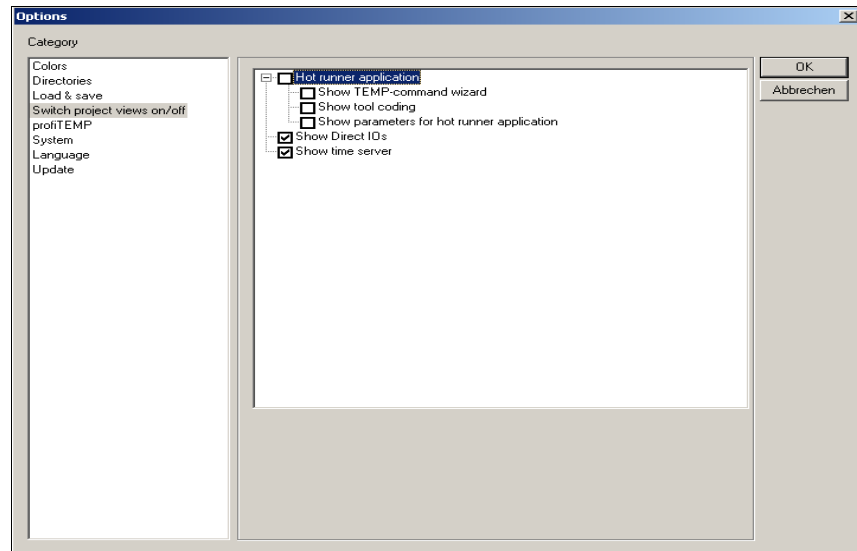 Options
Category
Colors
Directories
Load & save
Switch project views on/off
profiTEMP
System
Language
Update
Hot runner application
Show TEMP-command wizard
Show tool coding
Show parameters for hot runner application
Show Direct IOs
Show time server
OK
Abbrechen